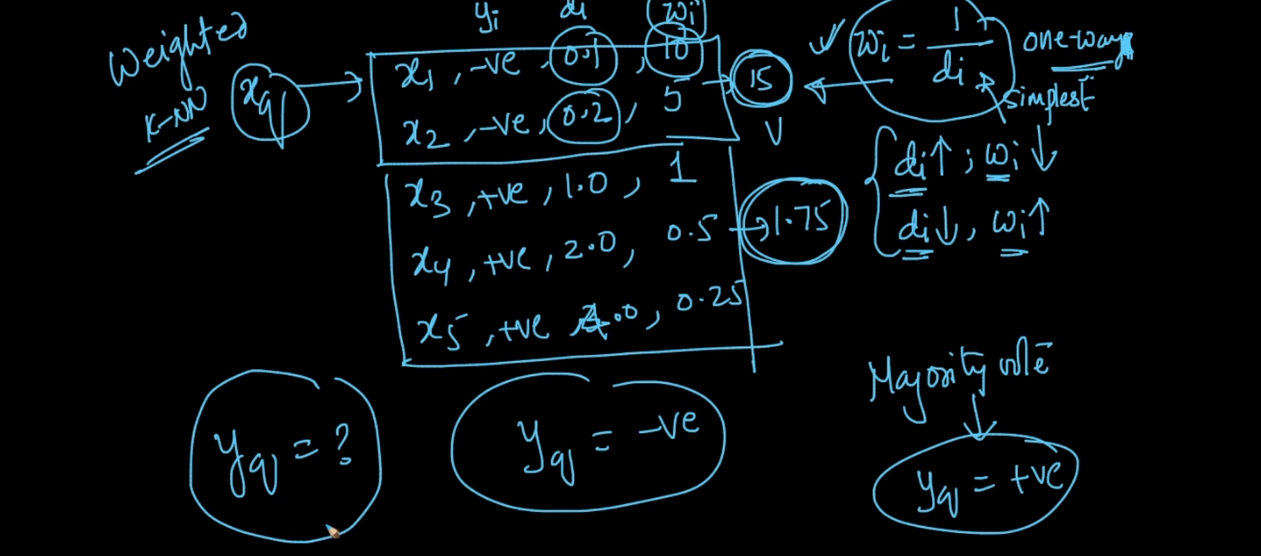 yi di wi
Weighted
K-NN
xq
x1, -ve, 0.1, 10
x2, -ve, 0.2, 5
15
x3, +ve, 1.0, 1
x4, +ve, 2.0, 0.5
1.75
x5, +ve, 4.0, 0.25
wi = 1/di
one-way
simplest
di↑; wi↓
di↓, wi↑
Majority vote
yq = ?
yq = -ve
yq = +ve